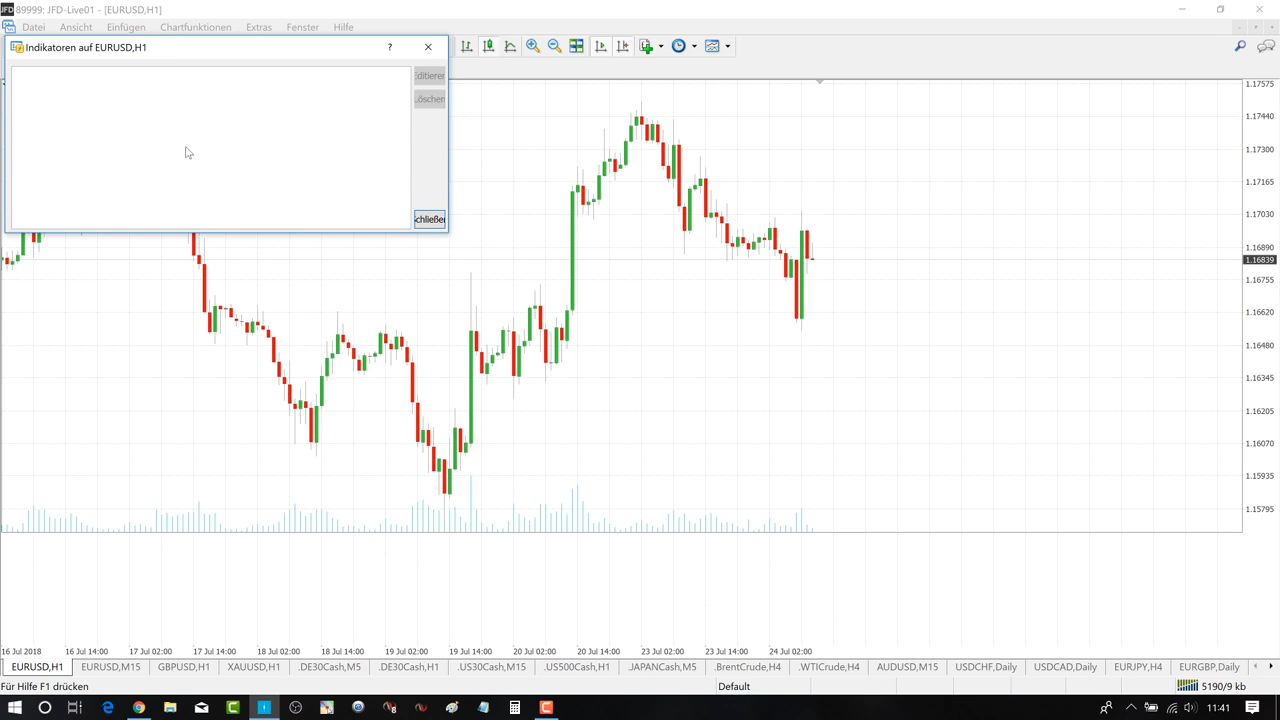 JFD 89999: JFD-Live01 - [EURUSD,H1]
Datei Ansicht Einfügen Chartfunktionen Extras Fenster Hilfe
Indikatoren auf EURUSD,H1 ?
Editieren
Löschen
Schließen
1.17575
1.17440
1.17300
1.17165
1.17030
1.16890
1.16839
1.16755
1.16620
1.16480
1.16345
1.16205
1.16070
1.15935
1.15795
16 Jul 2018 16 Jul 14:00 17 Jul 02:00 17 Jul 14:00 18 Jul 02:00 18 Jul 14:00 19 Jul 02:00 19 Jul 14:00 20 Jul 02:00 20 Jul 14:00 23 Jul 02:00 23 Jul 14:00 24 Jul 02:00
EURUSD,H1 EURUSD,M15 GBPUSD,H1 XAUUSD,H1 .DE30Cash,M5 .DE30Cash,H1 .US30Cash,M15 .US500Cash,H1 .JAPANCash,M5 .BrentCrude,H4 .WTICrude,H4 AUDUSD,M15 USDCHF,Daily USDCAD,Daily EURJPY,H4 EURGBP,Daily
Für Hilfe F1 drücken Default 5190/9 kb
11:41